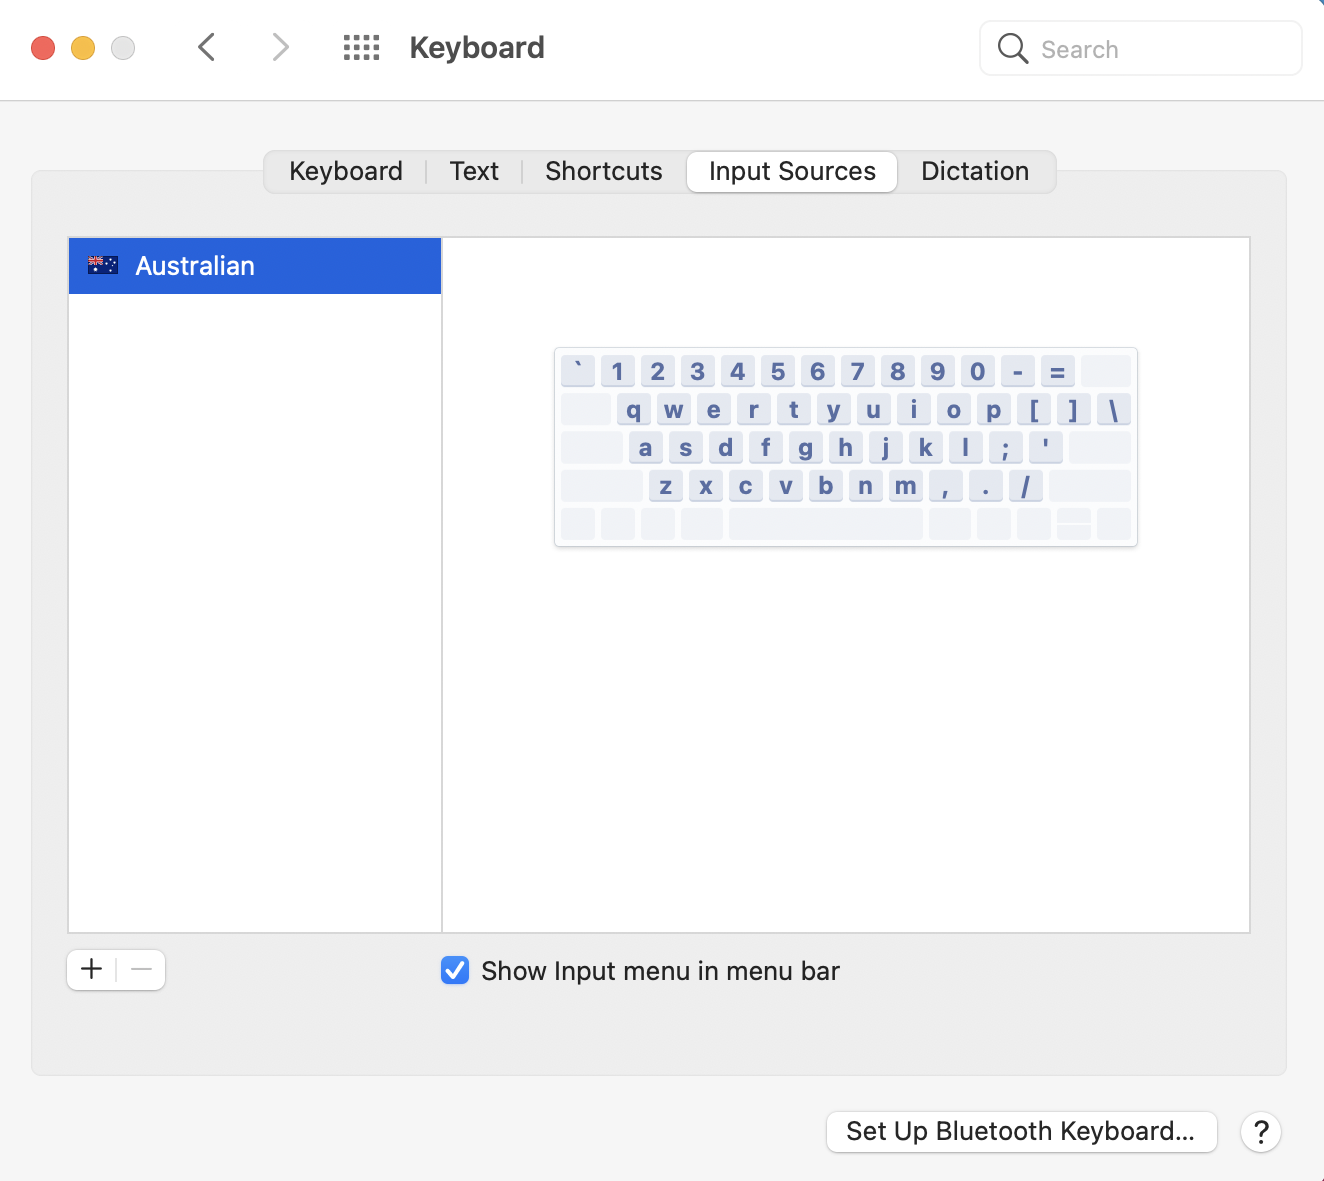 Keyboard
Search
Keyboard Text Shortcuts Input Sources Dictation
Australian
` 1 2 3 4 5 6 7 8 9 0 - =
q w e r t y u i o p [ ] \
a s d f g h j k l ; '
z x c v b n m , . /
Show Input menu in menu bar
Set Up Bluetooth Keyboard... ?